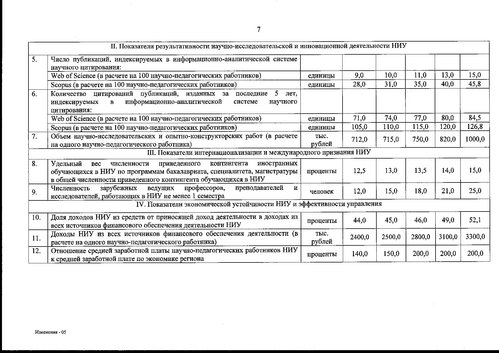 7
II. Показатели результативности научно-исследовательской и инновационной деятельности НИУ
5. Число публикаций, индексируемых в информационно-аналитической системе
научного цитирования:
Web of Science (в расчете на 100 научно-педагогических работников) единицы 9,0 10,0 11,0 13,0 15,0
Scopus (в расчете на 100 научно-педагогических работников) единицы 28,0 31,0 35,0 40,0 45,8
6. Количество цитирований публикаций, изданных за последние 5 лет,
индексируемых в информационно-аналитической системе научного
цитирования:
Web of Science (в расчете на 100 научно-педагогических работников) единицы 71,0 74,0 77,0 80,0 84,5
Scopus (в расчете на 100 научно-педагогических работников) единицы 105,0 110,0 115,0 120,0 126,8
7. Объем научно-исследовательских и опытно-конструкторских работ (в расчете
на одного научно-педагогического работника) тыс.
рублей 712,0 715,0 750,0 820,0 1000,0
III. Показатели интернационализации и международного признания НИУ
8. Удельный вес численности приведенного контингента иностранных
обучающихся в НИУ по программам бакалавриата, специалитета, магистратуры
в общей численности приведенного контингента обучающихся в НИУ проценты 12,5 13,0 13,5 14,0 15,0
9. Численность зарубежных ведущих профессоров, преподавателей и
исследователей, работающих в НИУ не менее 1 семестра человек 12,0 15,0 18,0 21,0 25,0
IV. Показатели экономической устойчивости НИУ и эффективности управления
10. Доля доходов НИУ из средств от приносящей доход деятельности в доходах из
всех источников финансового обеспечения деятельности НИУ проценты 44,0 45,0 46,0 49,0 52,1
11. Доходы НИУ из всех источников финансового обеспечения деятельности (в
расчете на одного научно-педагогического работника) тыс.
рублей 2400,0 2500,0 2800,0 3100,0 3300,0
12. Отношение средней заработной платы научно-педагогических работников НИУ
к средней заработной плате по экономике региона проценты 140,0 150,0 200,0 200,0 200,0
Изменения - 05